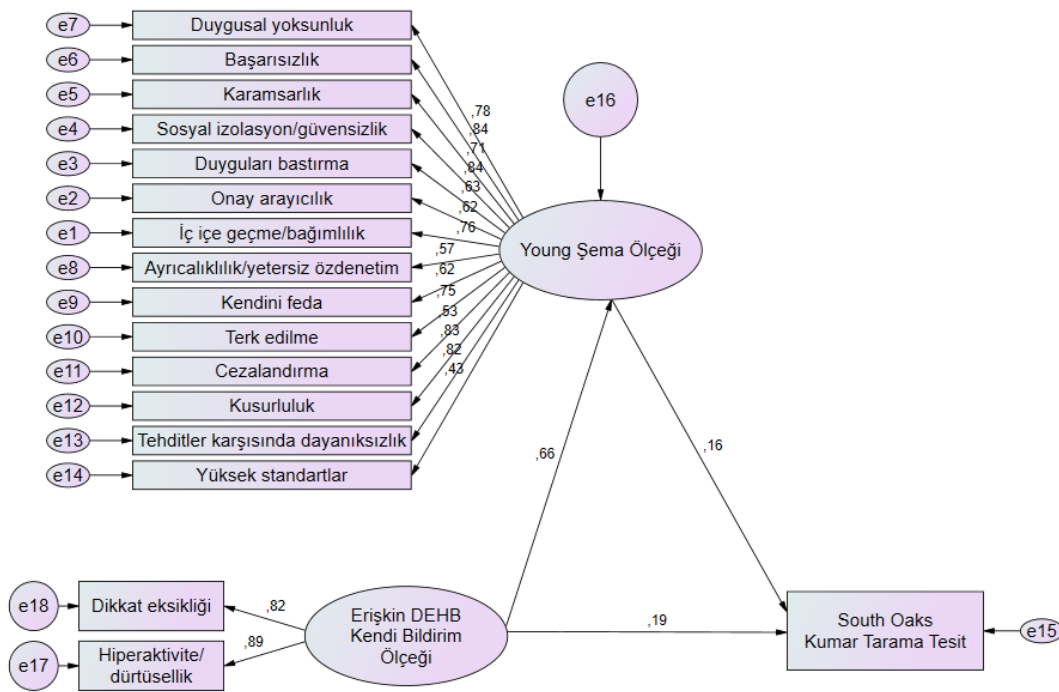 e7
Duygusal yoksunluk
e6
Başarısızlık
e5
Karamsarlık
e4
Sosyal izolasyon/güvensizlik
e3
Duyguları bastırma
e2
Onay arayıcılık
e1
İç içe geçme/bağımlılık
e8
Ayrıcalıklılık/yetersiz özdenetim
e9
Kendini feda
e10
Terk edilme
e11
Cezalandırma
e12
Kusurluluk
e13
Tehditler karşısında dayanıksızlık
e14
Yüksek standartlar
,78
,84
,71
,84
,63
,62
,76
,57
,62
,75
,53
,83
,82
,43
e16
Young Şema Ölçeği
,66
,16
e18
Dikkat eksikliği
,82
e17
Hiperaktivite/
dürtüsellik
,89
Erişkin DEHB
Kendi Bildirim
Ölçeği
,19
South Oaks
Kumar Tarama Tesit
e15